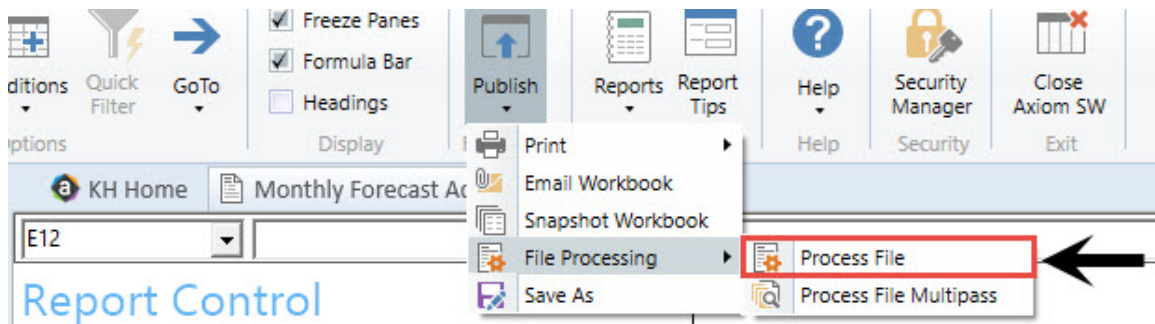 Freeze Panes
Formula Bar
Headings
Display
ditions
Quick Filter
GoTo
ptions
Publish
Reports
Report Tips
Help
Help
Security Manager
Security
Close Axiom SW
Exit
Print
Email Workbook
Snapshot Workbook
File Processing
Save As
Process File
Process File Multipass
a KH Home
Monthly Forecast Ac
E12
Report Control